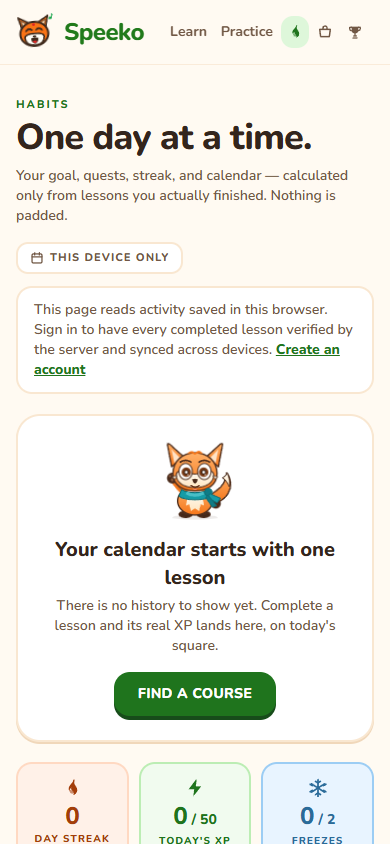 Speeko
Learn
Practice
HABITS
One day at a time.
Your goal, quests, streak, and calendar — calculated
only from lessons you actually finished. Nothing is
padded.
THIS DEVICE ONLY
This page reads activity saved in this browser.
Sign in to have every completed lesson verified by
the server and synced across devices. Create an
account
Your calendar starts with one
lesson
There is no history to show yet. Complete a
lesson and its real XP lands here, on today's
square.
FIND A COURSE
0
DAY STREAK
0 / 50
TODAY'S XP
0 / 2
FREEZES